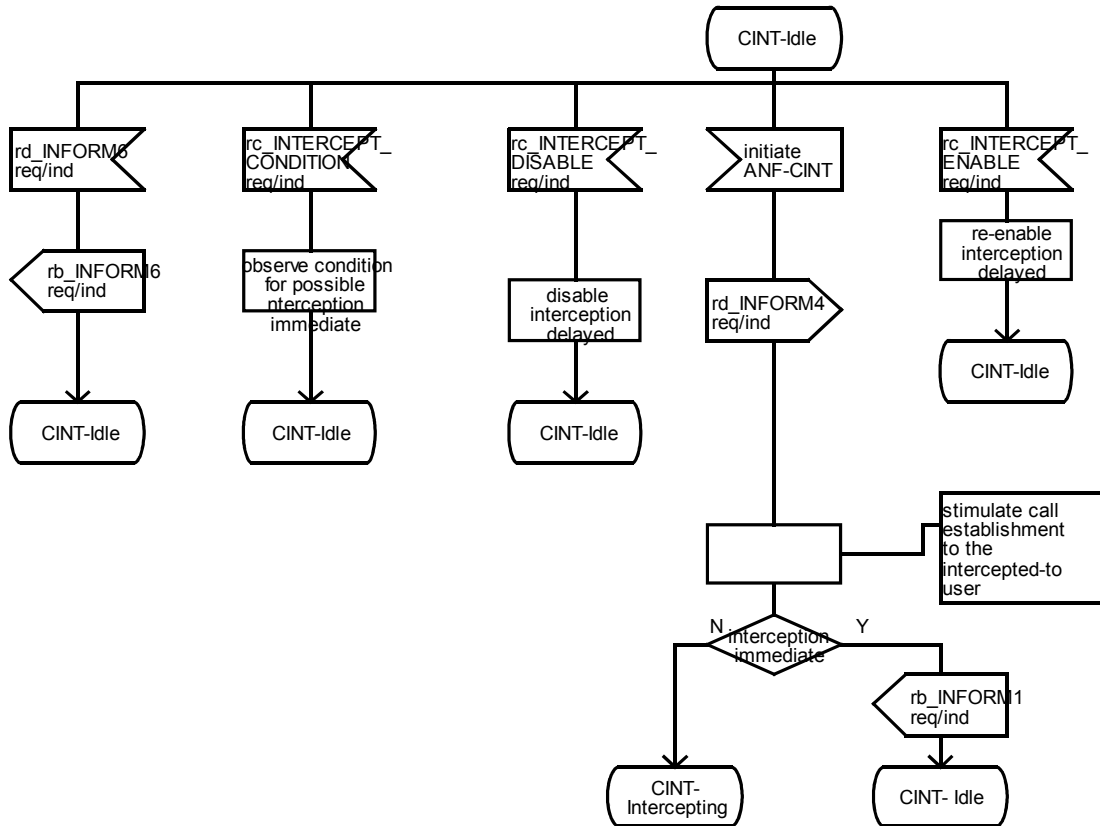 CINT-Idle
rd_INFORM6
req/ind
rc_INTERCEPT_
CONDITION
req/ind
rc_INTERCEPT_
DISABLE
req/ind
initiate
ANF-CINT
rc_INTERCEPT_
ENABLE
req/ind
rb_INFORM6
req/ind
observe condition
for possible
nterception
immediate
disable
interception
delayed
rd_INFORM4
req/ind
re-enable
interception
delayed
CINT-Idle
CINT-Idle
CINT-Idle
CINT-Idle
stimulate call
establishment
to the
intercepted-to
user
N
interception
immediate
Y
rb_INFORM1
req/ind
CINT-
Intercepting
CINT- Idle